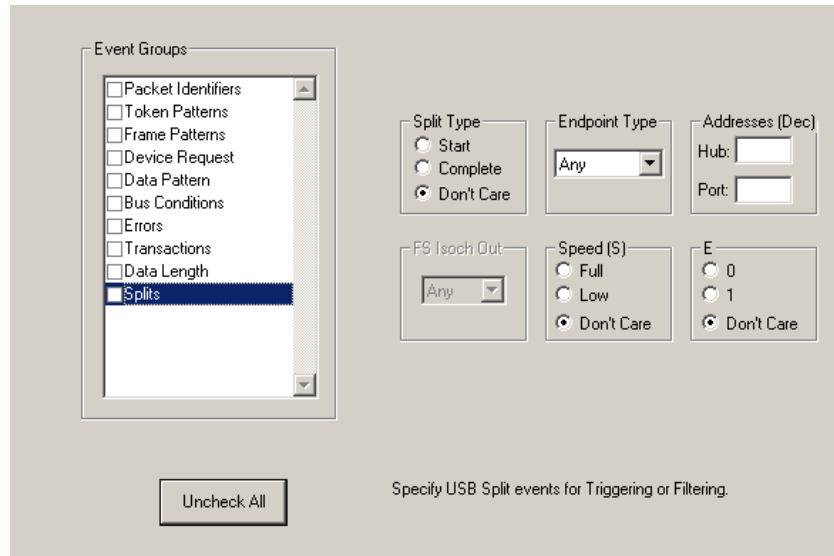 Event Groups
Packet Identifiers
Token Patterns
Frame Patterns
Device Request
Data Pattern
Bus Conditions
Errors
Transactions
Data Length
Splits
Split Type
Start
Complete
Don't Care
Endpoint Type
Any
Addresses (Dec)
Hub:
Port:
FS Isoch Out
Any
Speed (S)
Full
Low
Don't Care
E
0
1
Don't Care
Uncheck All
Specify USB Split events for Triggering or Filtering.